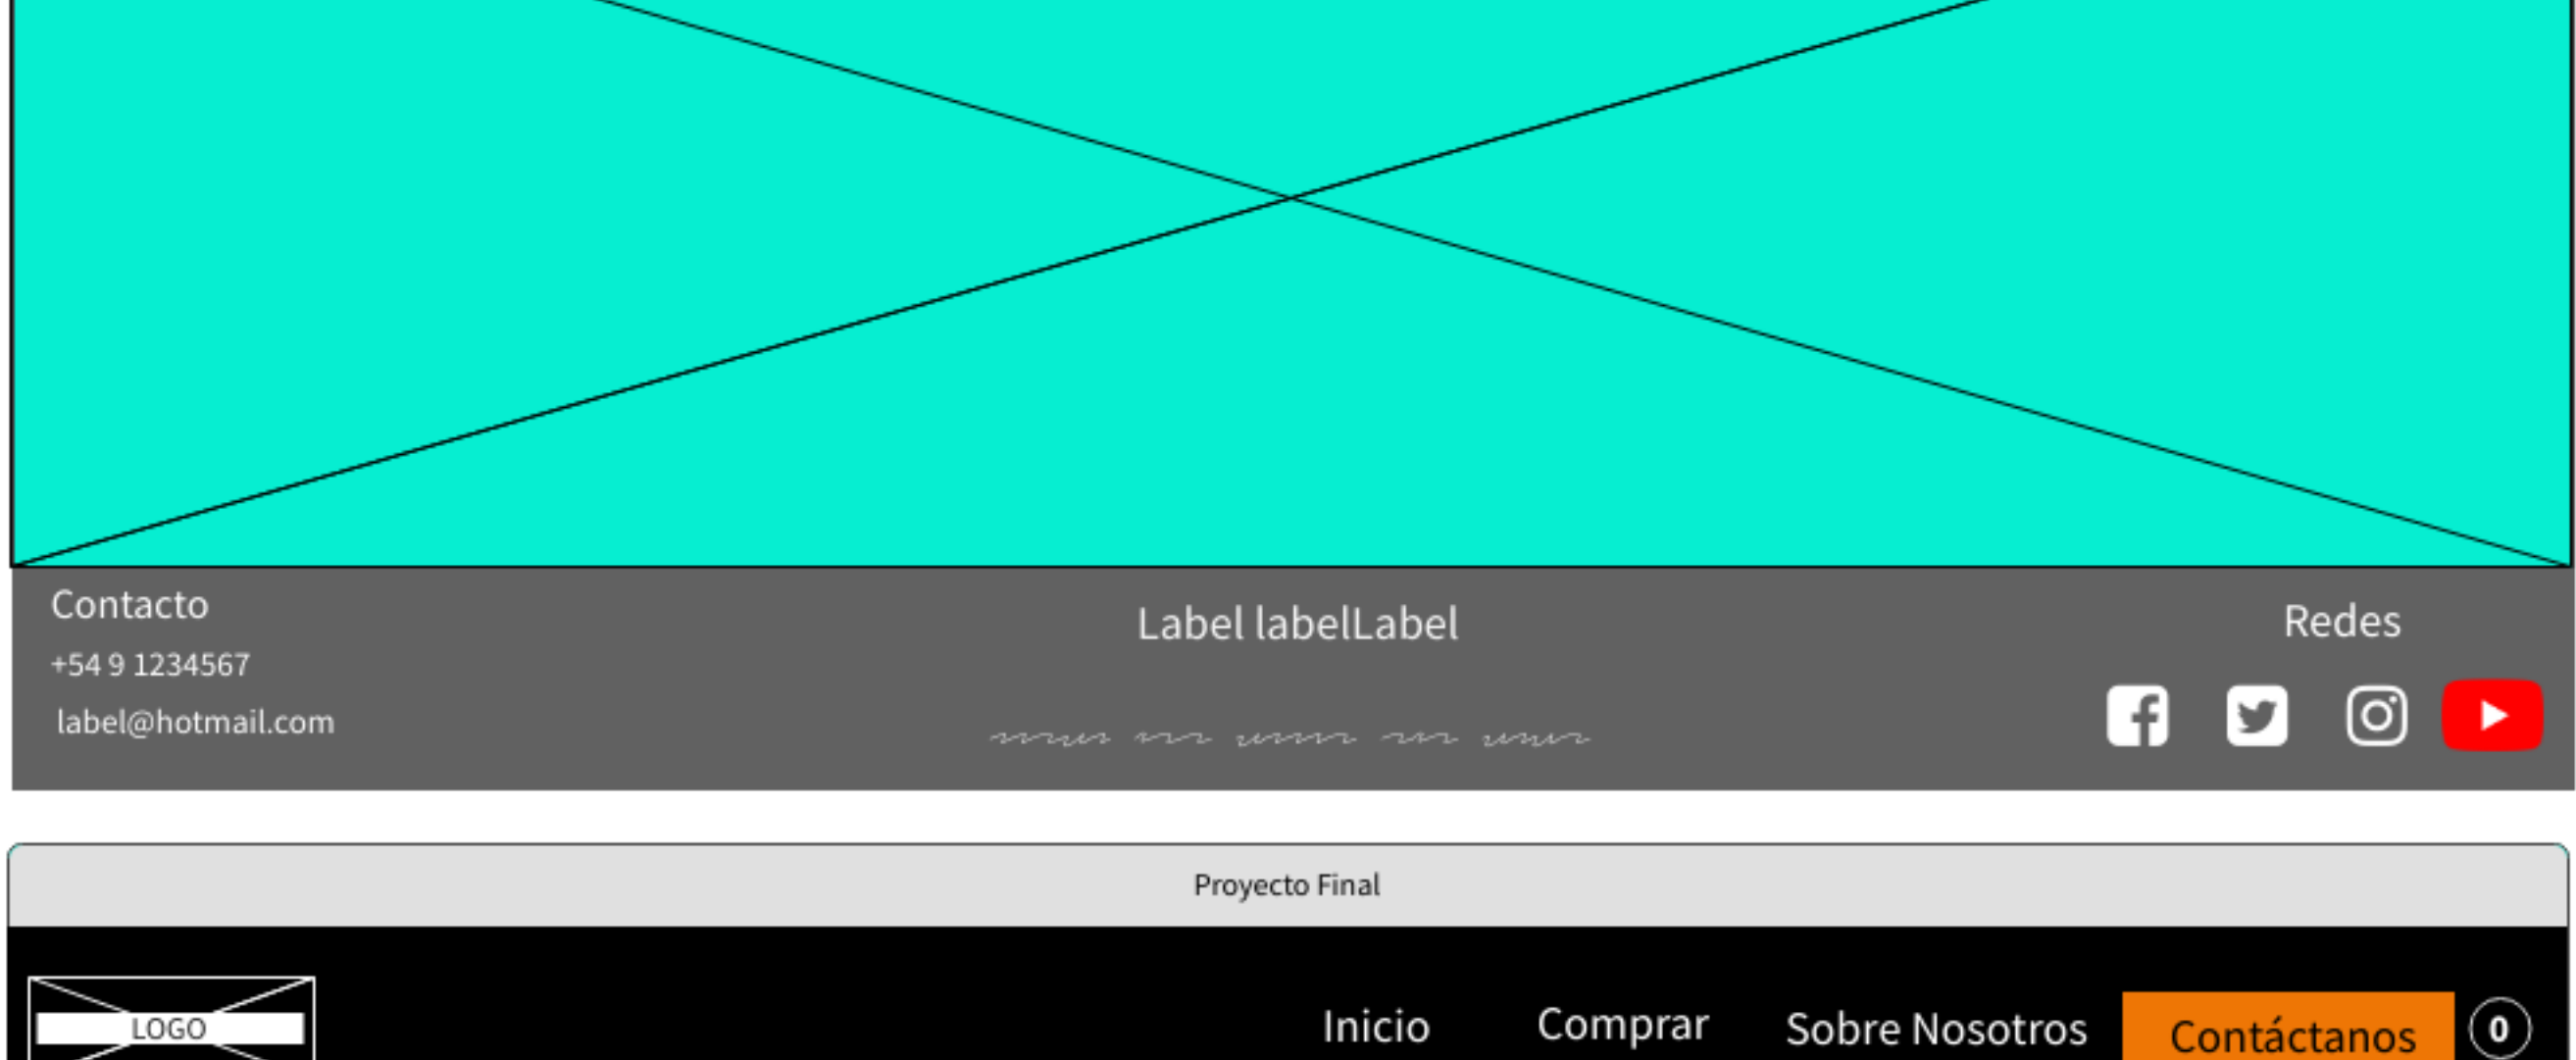 Contacto
+54 9 1234567
label@hotmail.com
Label labelLabel
Redes
Proyecto Final
LOGO
Inicio
Comprar
Sobre Nosotros
Contáctanos
0